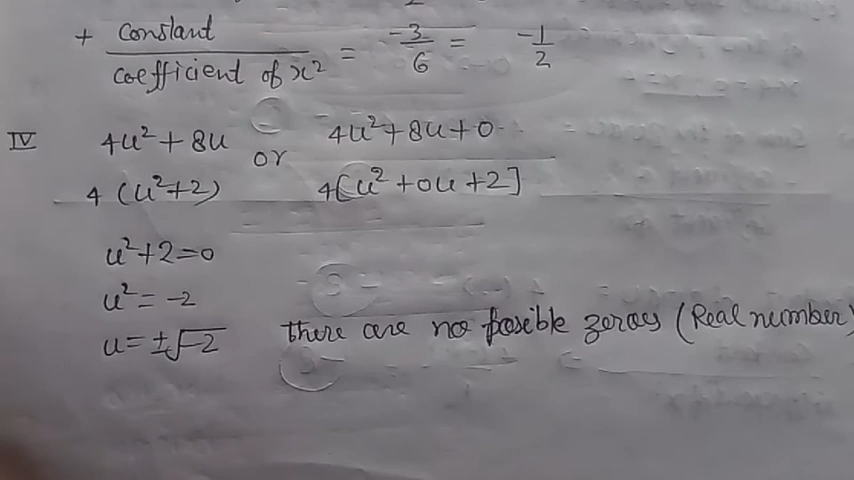 + constant / coefficient of x² = -3/6 = -1/2
IV 4u² + 8u or 4u² + 8u + 0
4 (u² + 2) 4[u² + 0u + 2]
u² + 2 = 0
u² = -2
u = ±√-2 there are no posible zeroes (Real number)